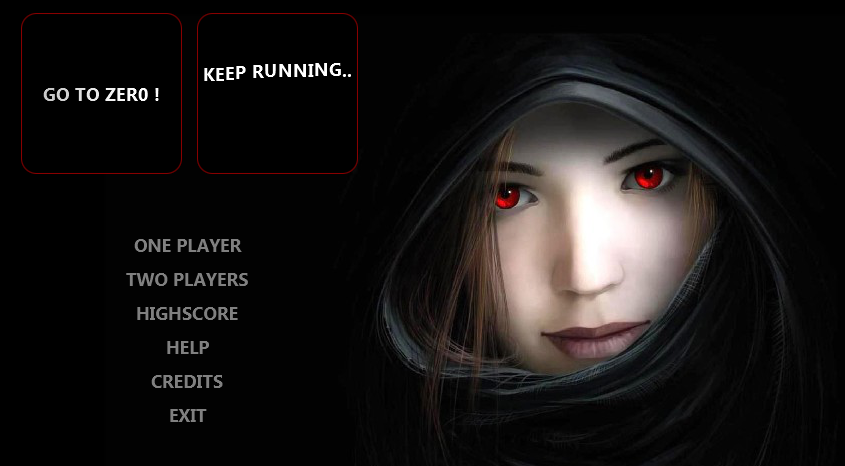 GO TO ZER0 !
KEEP RUNNING..
ONE PLAYER
TWO PLAYERS
HIGHSCORE
HELP
CREDITS
EXIT